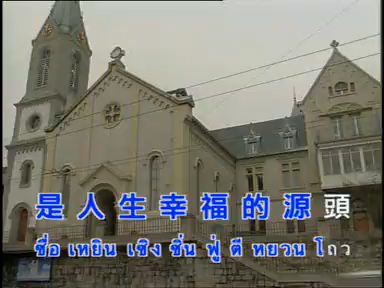 是人生幸福的源頭
ซื่อ เหยิน เซิง ซิ่น ฟู๋ ตี หยวน โถว